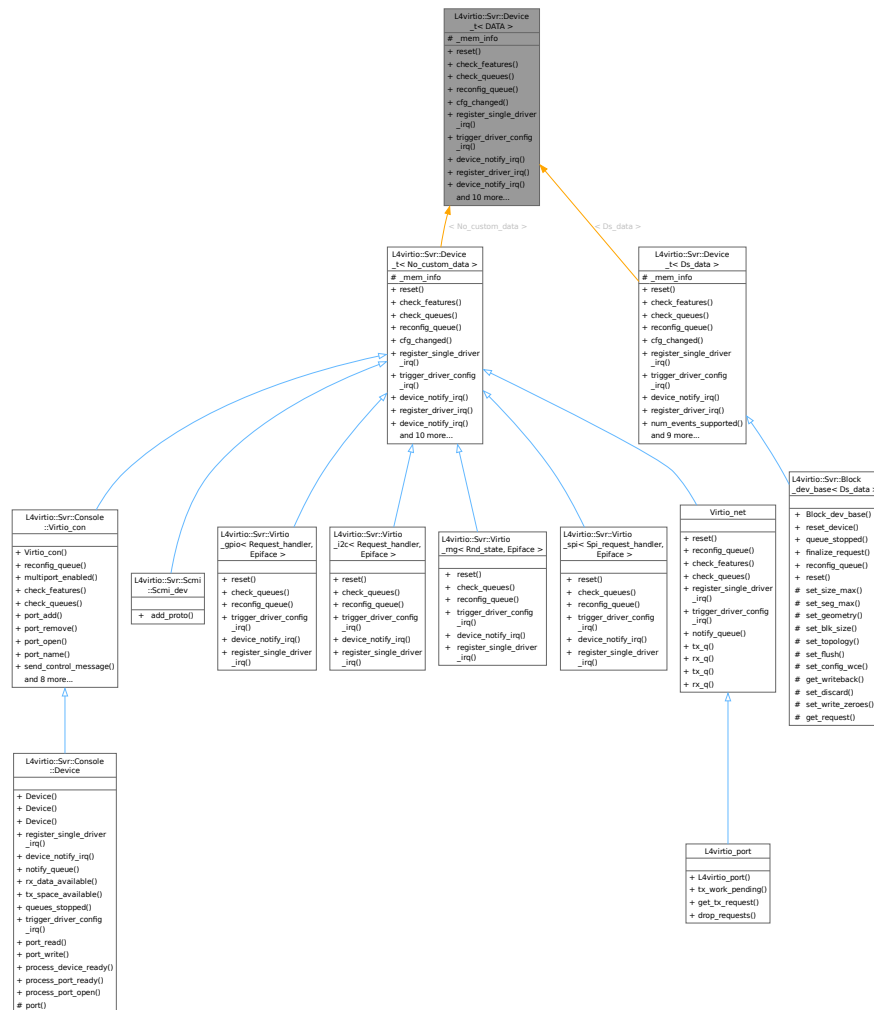 L4virtio::Svr::Device
_t< DATA >
# _mem_info
+ reset()
+ check_features()
+ check_queues()
+ reconfig_queue()
+ cfg_changed()
+ register_single_driver
_irq()
+ trigger_driver_config
_irq()
+ device_notify_irq()
+ register_driver_irq()
+ device_notify_irq()
and 10 more...
< No_custom_data >
< Ds_data >
L4virtio::Svr::Device
_t< No_custom_data >
# _mem_info
+ reset()
+ check_features()
+ check_queues()
+ reconfig_queue()
+ cfg_changed()
+ register_single_driver
_irq()
+ trigger_driver_config
_irq()
+ device_notify_irq()
+ register_driver_irq()
+ device_notify_irq()
and 10 more...
L4virtio::Svr::Device
_t< Ds_data >
# _mem_info
+ reset()
+ check_features()
+ check_queues()
+ reconfig_queue()
+ cfg_changed()
+ register_single_driver
_irq()
+ trigger_driver_config
_irq()
+ device_notify_irq()
+ register_driver_irq()
+ num_events_supported()
and 9 more...
L4virtio::Svr::Console
::Virtio_con
+ Virtio_con()
+ reconfig_queue()
+ multiport_enabled()
+ check_features()
+ check_queues()
+ port_add()
+ port_remove()
+ port_open()
+ port_name()
+ send_control_message()
and 8 more...
L4virtio::Svr::Scmi
::Scmi_dev
+ add_proto()
L4virtio::Svr::Virtio
_gpio< Request_handler,
Epiface >
+ reset()
+ check_queues()
+ reconfig_queue()
+ trigger_driver_config
_irq()
+ device_notify_irq()
+ register_single_driver
_irq()
L4virtio::Svr::Virtio
_i2c< Request_handler,
Epiface >
+ reset()
+ check_queues()
+ reconfig_queue()
+ trigger_driver_config
_irq()
+ device_notify_irq()
+ register_single_driver
_irq()
L4virtio::Svr::Virtio
_rng< Rnd_state, Epiface >
+ reset()
+ check_queues()
+ reconfig_queue()
+ trigger_driver_config
_irq()
+ device_notify_irq()
+ register_single_driver
_irq()
L4virtio::Svr::Virtio
_spi< Spi_request_handler,
Epiface >
+ reset()
+ check_queues()
+ reconfig_queue()
+ trigger_driver_config
_irq()
+ device_notify_irq()
+ register_single_driver
_irq()
Virtio_net
+ reset()
+ reconfig_queue()
+ check_features()
+ check_queues()
+ register_single_driver
_irq()
+ trigger_driver_config
_irq()
+ notify_queue()
+ tx_q()
+ rx_q()
+ tx_q()
+ rx_q()
L4virtio::Svr::Block
_dev_base< Ds_data >
+ Block_dev_base()
+ reset_device()
+ queue_stopped()
+ finalize_request()
+ reconfig_queue()
+ reset()
# set_size_max()
# set_seg_max()
# set_geometry()
# set_blk_size()
# set_topology()
# set_flush()
# set_config_wce()
# get_writeback()
# set_discard()
# set_write_zeroes()
# get_request()
L4virtio::Svr::Console
::Device
+ Device()
+ Device()
+ Device()
+ register_single_driver
_irq()
+ device_notify_irq()
+ notify_queue()
+ rx_data_available()
+ tx_space_available()
+ queues_stopped()
+ trigger_driver_config
_irq()
+ port_read()
+ port_write()
+ process_device_ready()
+ process_port_ready()
+ process_port_open()
# port()
L4virtio_port
+ L4virtio_port()
+ tx_work_pending()
+ get_tx_request()
+ drop_requests()